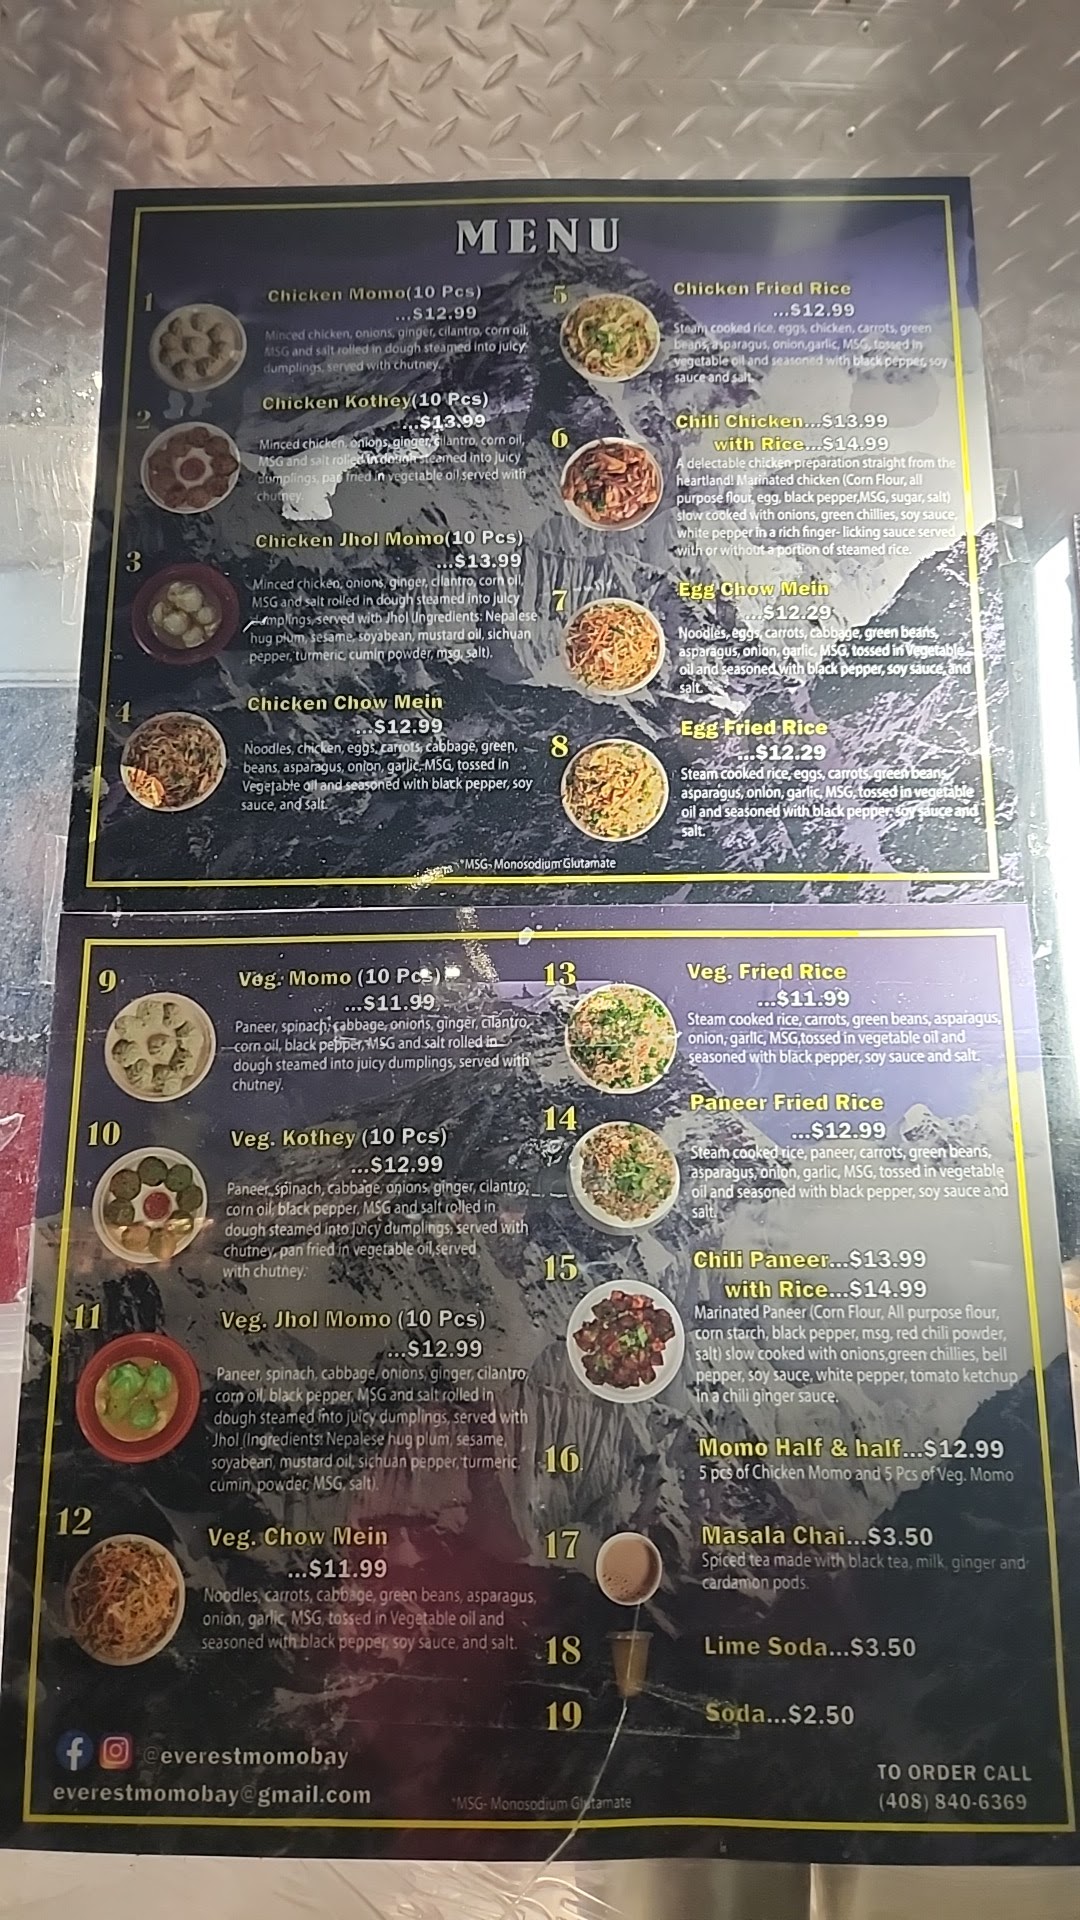 MENU
1
Chicken Momo(10 Pcs)
...$12.99
Minced chicken, onions, ginger, cilantro, corn oil,
MSG and salt rolled in dough steamed into juicy
dumplings, served with chutney.
2
Chicken Kothey(10 Pcs)
...$13.99
Minced chicken, onions, ginger, cilantro, corn oil,
MSG and salt rolled in dough steamed into juicy
dumplings, pan fried in vegetable oil,served with
chutney.
3
Chicken Jhol Momo(10 Pcs)
...$13.99
Minced chicken, onions, ginger, cilantro, corn oil,
MSG and salt rolled in dough steamed into juicy
dumplings, served with Jhol (Ingredients: Nepalese
hug plum, sesame, soyabean, mustard oil, sichuan
pepper, turmeric, cumin powder, msg, salt).
4
Chicken Chow Mein
...$12.99
Noodles, chicken, eggs, carrots, cabbage, green,
beans, asparagus, onion, garlic, MSG, tossed in
Vegetable oil and seasoned with black pepper, soy
sauce, and salt.
5
Chicken Fried Rice
...$12.99
Steam cooked rice, eggs, chicken, carrots, green
beans, asparagus, onion,garlic, MSG, tossed in
vegetable oil and seasoned with black pepper, soy
sauce and salt.
6
Chili Chicken...$13.99
with Rice...$14.99
A delectable chicken preparation straight from the
heartland! Marinated chicken (Corn Flour, all
purpose flour, egg, black pepper,MSG, sugar, salt)
slow cooked with onions, green chillies, soy sauce,
white pepper in a rich finger- licking sauce served
with or without a portion of steamed rice.
7
Egg Chow Mein
...$12.29
Noodles, eggs, carrots, cabbage, green beans,
asparagus, onion, garlic, MSG, tossed in Vegetable
oil and seasoned with black pepper, soy sauce, and
salt.
8
Egg Fried Rice
...$12.29
Steam cooked rice, eggs, carrots, green beans,
asparagus, onion, garlic, MSG, tossed in vegetable
oil and seasoned with black pepper, soy sauce and
salt.
*MSG- Monosodium Glutamate
9
Veg. Momo (10 Pcs)
...$11.99
Paneer, spinach, cabbage, onions, ginger, cilantro,
corn oil, black pepper, MSG and salt rolled in
dough steamed into juicy dumplings, served with
chutney.
10
Veg. Kothey (10 Pcs)
...$12.99
Paneer, spinach, cabbage, onions, ginger, cilantro,
corn oil, black pepper, MSG and salt rolled in
dough steamed into juicy dumplings, served with
chutney, pan fried in vegetable oil,served
with chutney.
11
Veg. Jhol Momo (10 Pcs)
...$12.99
Paneer, spinach, cabbage, onions, ginger, cilantro,
corn oil, black pepper, MSG and salt rolled in
dough steamed into juicy dumplings, served with
Jhol (Ingredients: Nepalese hug plum, sesame,
soyabean, mustard oil, sichuan pepper, turmeric,
cumin, powder, MSG, salt).
12
Veg. Chow Mein
...$11.99
Noodles, carrots, cabbage, green beans, asparagus,
onion, garlic, MSG, tossed in Vegetable oil and
seasoned with black pepper, soy sauce, and salt.
13
Veg. Fried Rice
...$11.99
Steam cooked rice, carrots, green beans, asparagus,
onion, garlic, MSG,tossed in vegetable oil and
seasoned with black pepper, soy sauce and salt.
14
Paneer Fried Rice
...$12.99
Steam cooked rice, paneer, carrots, green beans,
asparagus, onion, garlic, MSG, tossed in vegetable
oil and seasoned with black pepper, soy sauce and
salt.
15
Chili Paneer...$13.99
with Rice...$14.99
Marinated Paneer (Corn Flour, All purpose flour,
corn starch, black pepper, msg, red chili powder,
salt) slow cooked with onions,green chillies, bell
pepper, soy sauce, white pepper, tomato ketchup
in a chili ginger sauce.
16
Momo Half & half...$12.99
5 pcs of Chicken Momo and 5 Pcs of Veg. Momo
17
Masala Chai...$3.50
Spiced tea made with black tea, milk, ginger and
cardamon pods.
18
Lime Soda...$3.50
19
Soda...$2.50
@everestmomobay
everestmomobay@gmail.com
*MSG- Monosodium Glutamate
TO ORDER CALL
(408) 840-6369